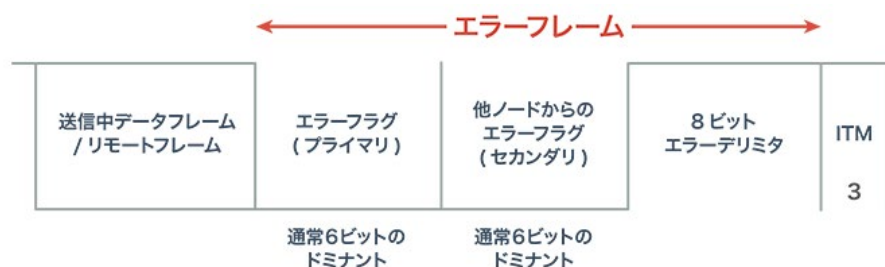 エラーフレーム
送信中データフレーム
/ リモートフレーム
エラーフラグ
( プライマリ )
他ノードからの
エラーフラグ
( セカンダリ )
8 ビット
エラーデリミタ
ITM
3
通常6ビットの
ドミナント
通常6ビットの
ドミナント